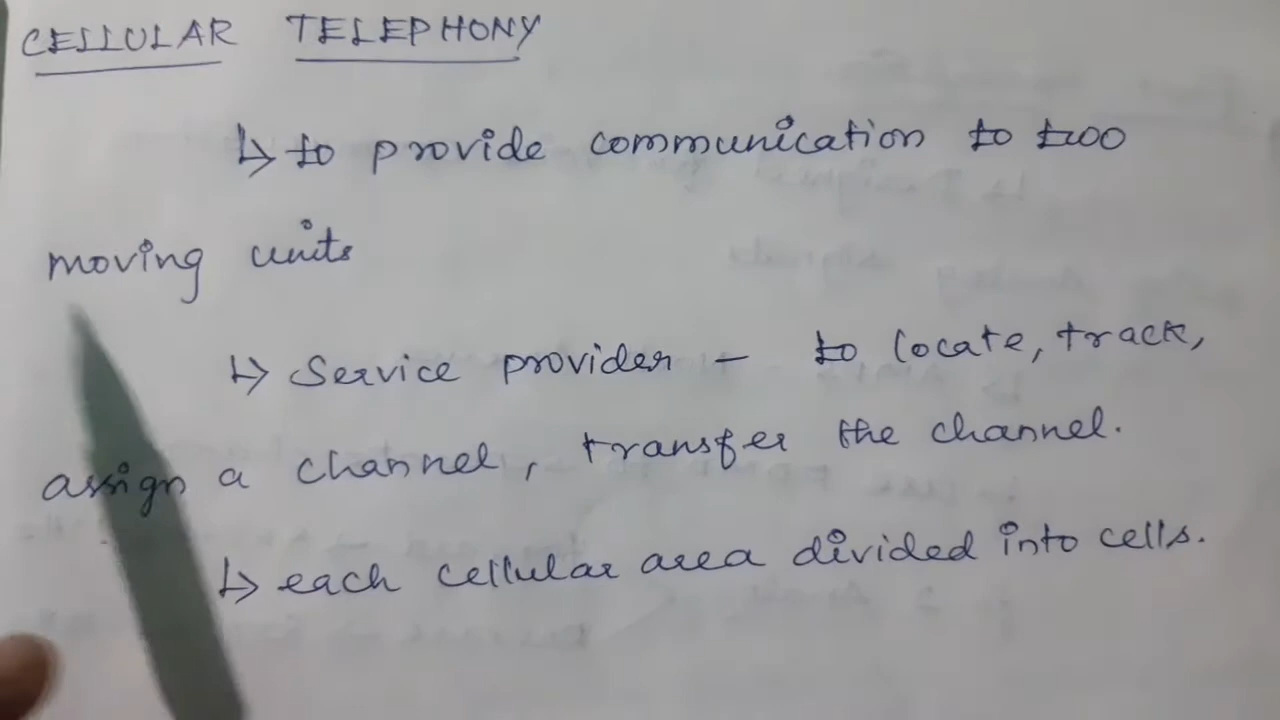 CELLULAR TELEPHONY
↳ to provide communication to two
moving units
↳ Service provider - to locate, track,
assign a channel, transfer the channel.
↳ each cellular area divided into cells.